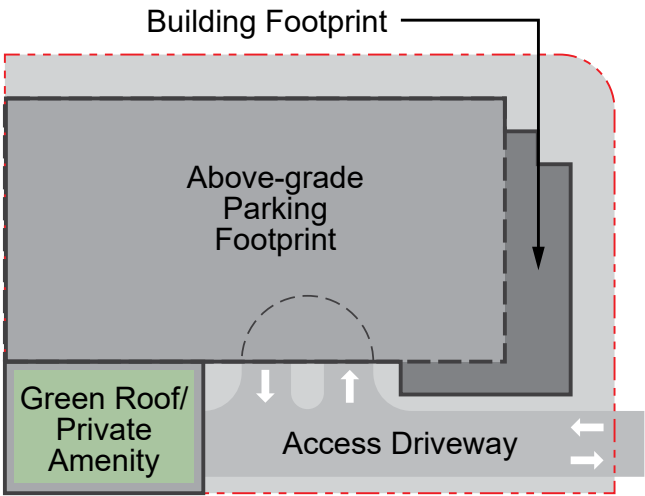 Building Footprint
Above-grade
Parking
Footprint
Green Roof/
Private
Amenity
Access Driveway